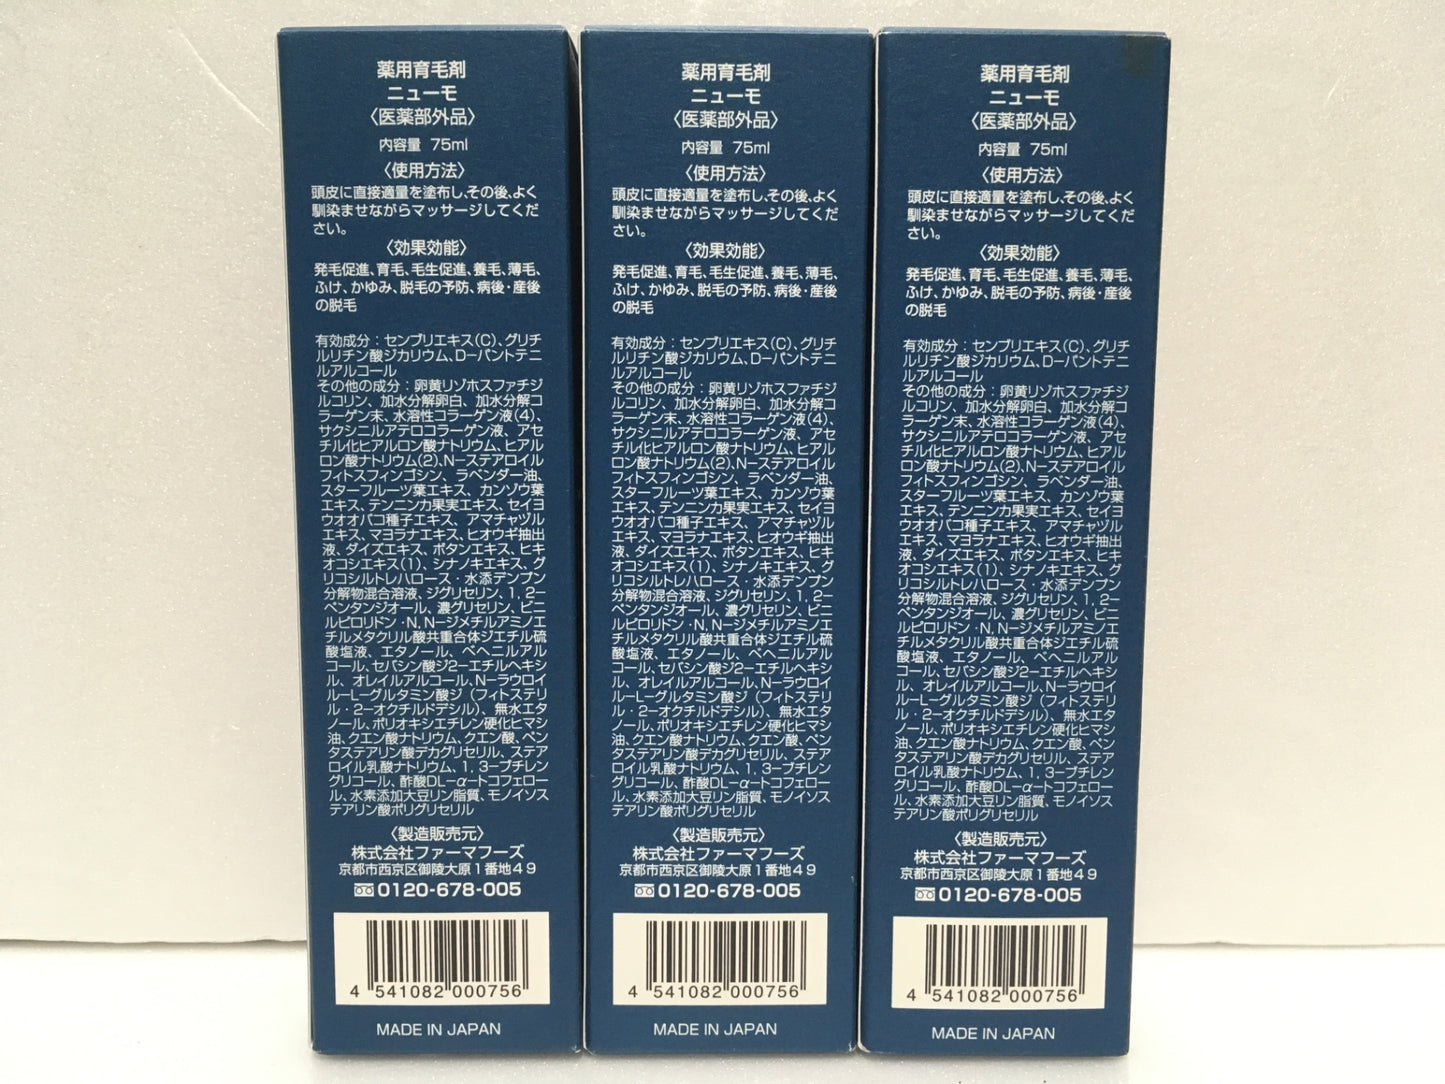 薬用育毛剤
ニューモ
〈医薬部外品〉
内容量 75ml
〈使用方法〉
頭皮に直接適量を塗布し、その後、よく
馴染ませながらマッサージしてくだ
さい。
〈効果効能〉
発毛促進、育毛、毛生促進、養毛、薄毛、
ふけ、かゆみ、脱毛の予防、病後・産後
の脱毛
有効成分：センブリエキス(C)、グリチ
ルリチン酸ジカリウム、D-パントテニ
ルアルコール
その他の成分：卵黄リゾホスファチジ
ルコリン、加水分解卵白、加水分解コ
ラーゲン末、水溶性コラーゲン液(4)、
サクシニルアテロコラーゲン液、アセ
チル化ヒアルロン酸ナトリウム、ヒアル
ロン酸ナトリウム(2)、N-ステアロイル
フィトスフィンゴシン、ラベンダー油、
スターフルーツ葉エキス、カンゾウ葉
エキス、テンニンカ果実エキス、セイヨ
ウオオバコ種子エキス、アマチャヅル
エキス、マヨラナエキス、ヒオウギ抽出
液、ダイズエキス、ボタンエキス、ヒキ
オコシエキス(1)、シナノキエキス、グ
リコシルトレハロース・水添デンプン
分解物混合溶液、ジグリセリン、1, 2-
ペンタンジオール、濃グリセリン、ビニ
ルピロリドン・N, N-ジメチルアミノエ
チルメタクリル酸共重合体ジエチル硫
酸塩液、エタノール、ベヘニルアル
コール、セバシン酸ジ2-エチルヘキシ
ル、オレイルアルコール、N-ラウロイ
ル-L-グルタミン酸ジ（フィトステリ
ル・2-オクチルドデシル）、無水エタ
ノール、ポリオキシエチレン硬化ヒマシ
油、クエン酸ナトリウム、クエン酸、ペン
タステアリン酸デカグリセリル、ステア
ロイル乳酸ナトリウム、1, 3-ブチレン
グリコール、酢酸DL-α-トコフェロー
ル、水素添加大豆リン脂質、モノイソス
テアリン酸ポリグリセリル
〈製造販売元〉
株式会社ファーマフーズ
京都市西京区御陵大原1番地49
0120-678-005
4 541082 000756
MADE IN JAPAN
薬用育毛剤
ニューモ
〈医薬部外品〉
内容量 75ml
〈使用方法〉
頭皮に直接適量を塗布し、その後、よく
馴染ませながらマッサージしてくだ
さい。
〈効果効能〉
発毛促進、育毛、毛生促進、養毛、薄毛、
ふけ、かゆみ、脱毛の予防、病後・産後
の脱毛
有効成分：センブリエキス(C)、グリチ
ルリチン酸ジカリウム、D-パントテニ
ルアルコール
その他の成分：卵黄リゾホスファチジ
ルコリン、加水分解卵白、加水分解コ
ラーゲン末、水溶性コラーゲン液(4)、
サクシニルアテロコラーゲン液、アセ
チル化ヒアルロン酸ナトリウム、ヒアル
ロン酸ナトリウム(2)、N-ステアロイル
フィトスフィンゴシン、ラベンダー油、
スターフルーツ葉エキス、カンゾウ葉
エキス、テンニンカ果実エキス、セイヨ
ウオオバコ種子エキス、アマチャヅル
エキス、マヨラナエキス、ヒオウギ抽出
液、ダイズエキス、ボタンエキス、ヒキ
オコシエキス(1)、シナノキエキス、グ
リコシルトレハロース・水添デンプン
分解物混合溶液、ジグリセリン、1, 2-
ペンタンジオール、濃グリセリン、ビニ
ルピロリドン・N, N-ジメチルアミノエ
チルメタクリル酸共重合体ジエチル硫
酸塩液、エタノール、ベヘニルアル
コール、セバシン酸ジ2-エチルヘキシ
ル、オレイルアルコール、N-ラウロイ
ル-L-グルタミン酸ジ（フィトステリ
ル・2-オクチルドデシル）、無水エタ
ノール、ポリオキシエチレン硬化ヒマシ
油、クエン酸ナトリウム、クエン酸、ペン
タステアリン酸デカグリセリル、ステア
ロイル乳酸ナトリウム、1, 3-ブチレン
グリコール、酢酸DL-α-トコフェロー
ル、水素添加大豆リン脂質、モノイソス
テアリン酸ポリグリセリル
〈製造販売元〉
株式会社ファーマフーズ
京都市西京区御陵大原1番地49
0120-678-005
4 541082 000756
MADE IN JAPAN
薬用育毛剤
ニューモ
〈医薬部外品〉
内容量 75ml
〈使用方法〉
頭皮に直接適量を塗布し、その後、よく
馴染ませながらマッサージしてくだ
さい。
〈効果効能〉
発毛促進、育毛、毛生促進、養毛、薄毛、
ふけ、かゆみ、脱毛の予防、病後・産後
の脱毛
有効成分：センブリエキス(C)、グリチ
ルリチン酸ジカリウム、D-パントテニ
ルアルコール
その他の成分：卵黄リゾホスファチジ
ルコリン、加水分解卵白、加水分解コ
ラーゲン末、水溶性コラーゲン液(4)、
サクシニルアテロコラーゲン液、アセ
チル化ヒアルロン酸ナトリウム、ヒアル
ロン酸ナトリウム(2)、N-ステアロイル
フィトスフィンゴシン、ラベンダー油、
スターフルーツ葉エキス、カンゾウ葉
エキス、テンニンカ果実エキス、セイヨ
ウオオバコ種子エキス、アマチャヅル
エキス、マヨラナエキス、ヒオウギ抽出
液、ダイズエキス、ボタンエキス、ヒキ
オコシエキス(1)、シナノキエキス、グ
リコシルトレハロース・水添デンプン
分解物混合溶液、ジグリセリン、1, 2-
ペンタンジオール、濃グリセリン、ビニ
ルピロリドン・N, N-ジメチルアミノエ
チルメタクリル酸共重合体ジエチル硫
酸塩液、エタノール、ベヘニルアル
コール、セバシン酸ジ2-エチルヘキシ
ル、オレイルアルコール、N-ラウロイ
ル-L-グルタミン酸ジ（フィトステリ
ル・2-オクチルドデシル）、無水エタ
ノール、ポリオキシエチレン硬化ヒマシ
油、クエン酸ナトリウム、クエン酸、ペン
タステアリン酸デカグリセリル、ステア
ロイル乳酸ナトリウム、1, 3-ブチレン
グリコール、酢酸DL-α-トコフェロー
ル、水素添加大豆リン脂質、モノイソス
テアリン酸ポリグリセリル
〈製造販売元〉
株式会社ファーマフーズ
京都市西京区御陵大原1番地49
0120-678-005
4 541082 000756
MADE IN JAPAN